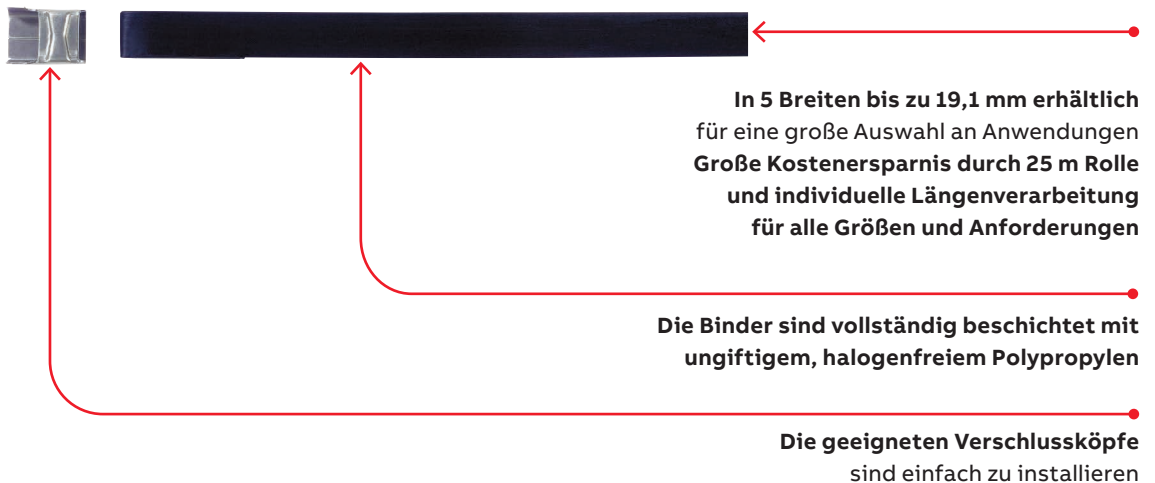 In 5 Breiten bis zu 19,1 mm erhältlich
für eine große Auswahl an Anwendungen
Große Kostenersparnis durch 25 m Rolle
und individuelle Längenverarbeitung
für alle Größen und Anforderungen
Die Binder sind vollständig beschichtet mit
ungiftigem, halogenfreiem Polypropylen
Die geeigneten Verschlussköpfe
sind einfach zu installieren